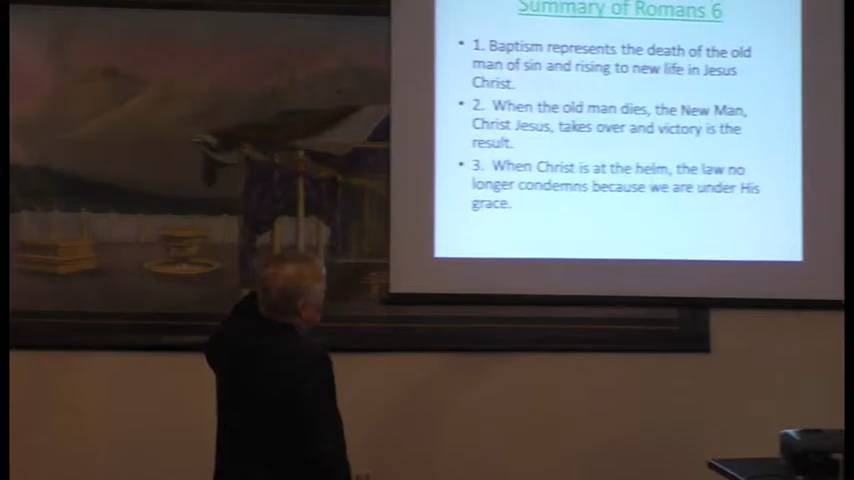 Summary of Romans 6
• 1. Baptism represents the death of the old
man of sin and rising to new life in Jesus
Christ.
• 2. When the old man dies, the New Man,
Christ Jesus, takes over and victory is the
result.
• 3. When Christ is at the helm, the law no
longer condemns because we are under His
grace.